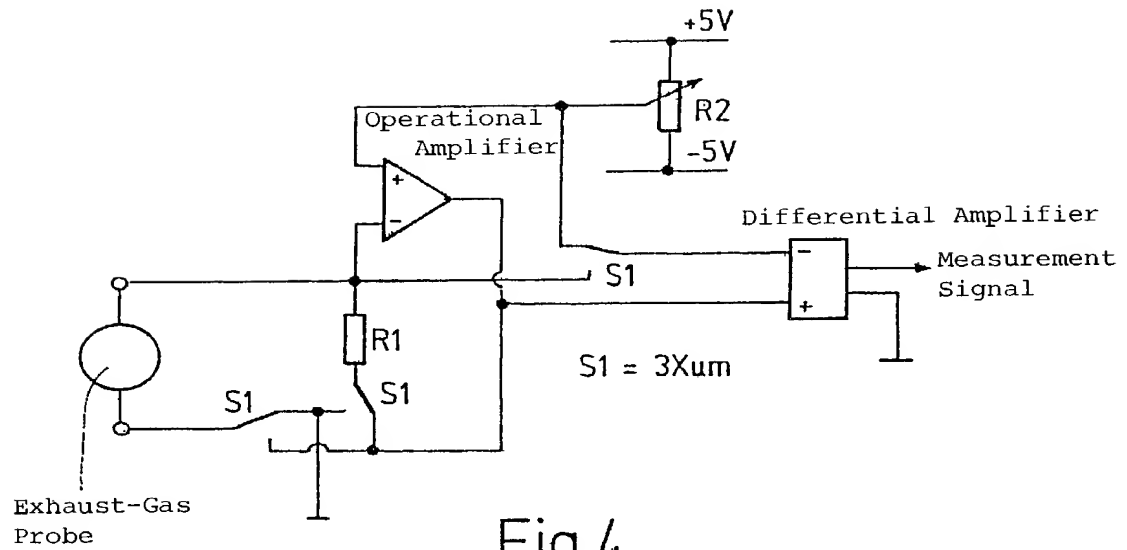 +5V
R2
-5V
Operational
Amplifier
+
-
Differential Amplifier
-
+
Measurement
Signal
S1
R1
S1 = 3Xum
S1
S1
Exhaust-Gas
Probe
Fig.4